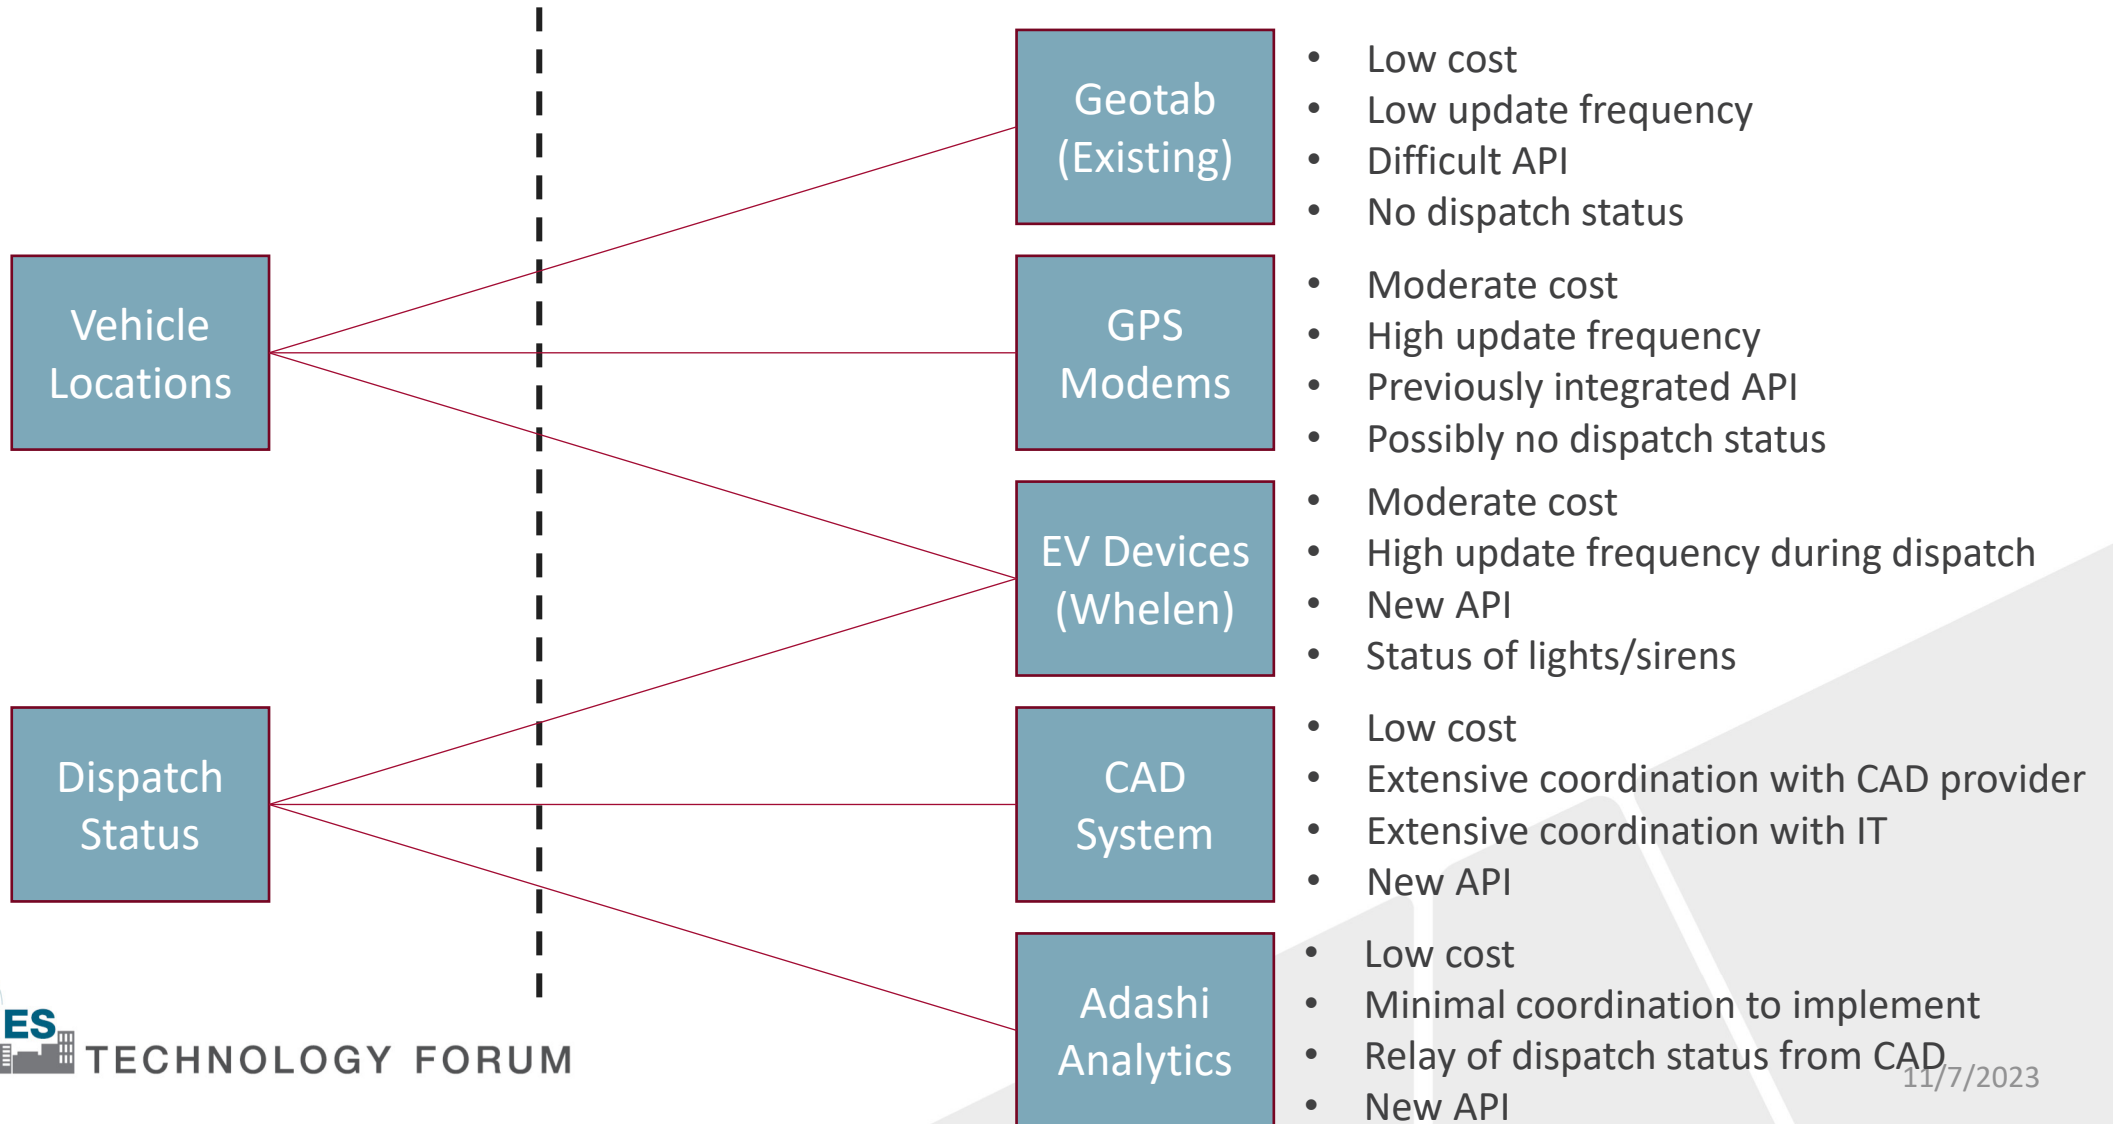 Vehicle
Locations
Dispatch
Status
Geotab
(Existing)
• Low cost
• Low update frequency
• Difficult API
• No dispatch status
GPS
Modems
• Moderate cost
• High update frequency
• Previously integrated API
• Possibly no dispatch status
EV Devices
(Whelen)
• Moderate cost
• High update frequency during dispatch
• New API
• Status of lights/sirens
CAD
System
• Low cost
• Extensive coordination with CAD provider
• Extensive coordination with IT
• New API
Adashi
Analytics
• Low cost
• Minimal coordination to implement
• Relay of dispatch status from CAD
• New API
ES
TECHNOLOGY FORUM
11/7/2023